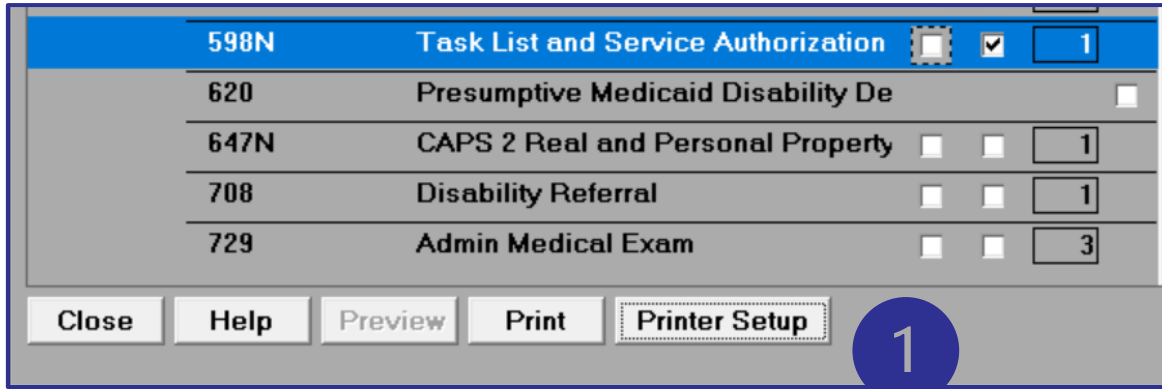 598N Task List and Service Authorization 1
620 Presumptive Medicaid Disability De
647N CAPS 2 Real and Personal Property 1
708 Disability Referral 1
729 Admin Medical Exam 3
Close Help Preview Print Printer Setup
1